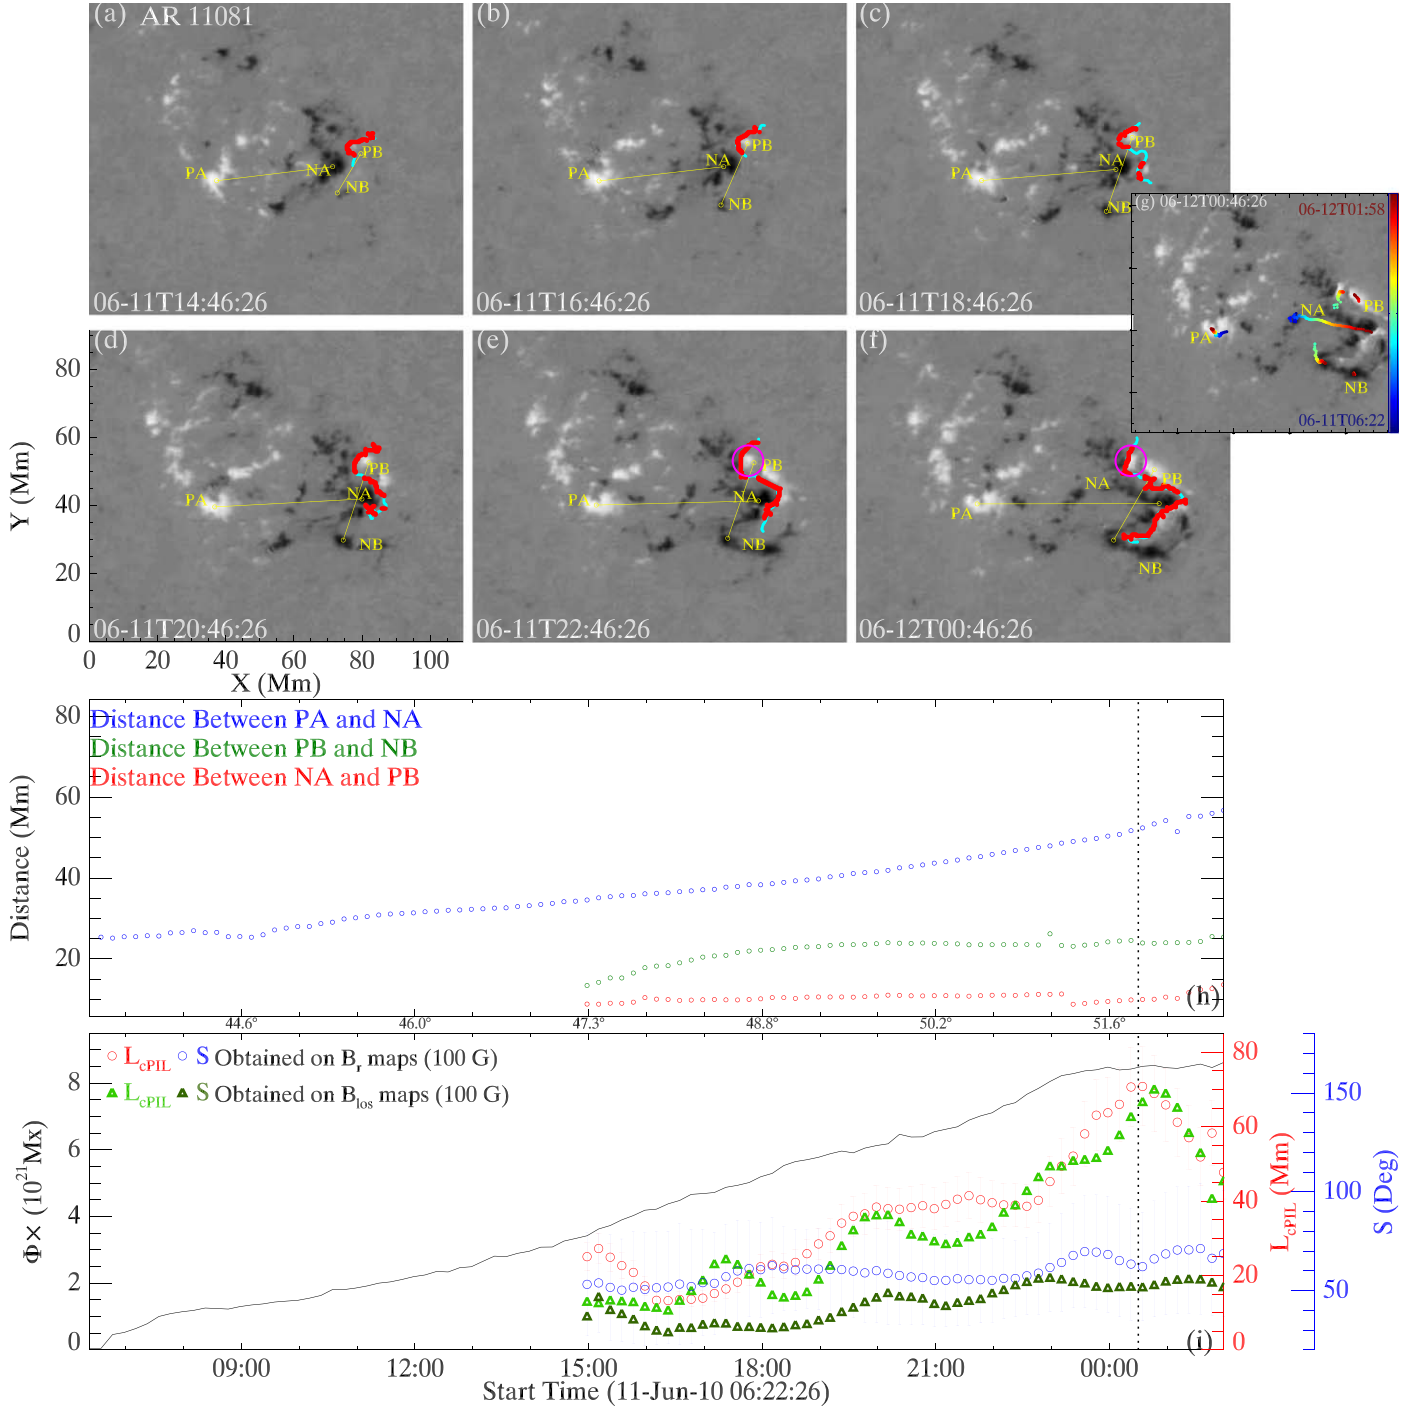 (a) AR 11081
PA
NA
PB
NB
06-11T14:46:26
(b)
PA
NA
PB
NB
06-11T16:46:26
(c)
PA
NA
PB
NB
06-11T18:46:26
(g) 06-12T00:46:26
06-12T01:58
PA
NA
PB
NB
06-11T06:22
(d)
PA
NA
PB
NB
06-11T20:46:26
(e)
PA
NA
PB
NB
06-11T22:46:26
(f)
PA
NA
PB
NB
06-12T00:46:26
80
60
40
20
0
Y (Mm)
0 20 40 60 80 100
X (Mm)
Distance Between PA and NA
Distance Between PB and NB
Distance Between NA and PB
80
60
40
20
Distance (Mm)
(h)
44.6° 46.0° 47.3° 48.8° 50.2° 51.6°
L_cPIL S Obtained on B_r maps (100 G)
L_cPIL S Obtained on B_los maps (100 G)
8
6
4
2
0
Φ× (10^21 Mx)
80
60
40
20
0
L_cPIL (Mm)
150
100
50
S (Deg)
(i)
09:00 12:00 15:00 18:00 21:00 00:00
Start Time (11-Jun-10 06:22:26)